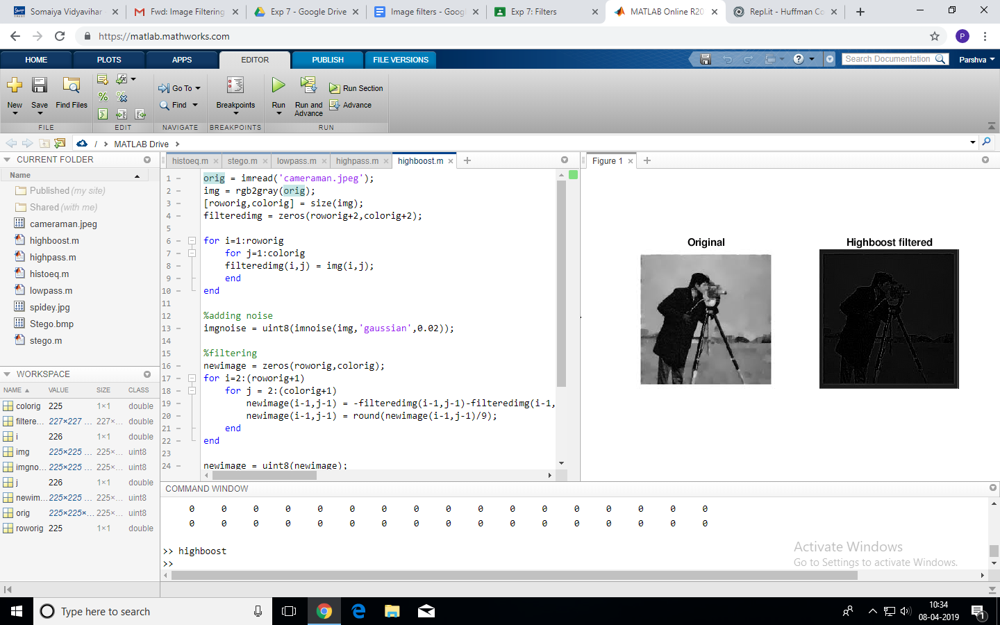 Somaiya Vidyavihar
Fwd: Image Filtering
Exp 7 - Google Drive
Image filters - Goog
Exp 7: Filters
MATLAB Online R20
Repl.it - Huffman Co
https://matlab.mathworks.com
P
HOME
PLOTS
APPS
EDITOR
PUBLISH
FILE VERSIONS
Search Documentation
Parshva
New
Save
Find Files
Go To
Find
Breakpoints
Run
Run and Advance
Run Section
Advance
FILE
EDIT
NAVIGATE
BREAKPOINTS
RUN
/ > MATLAB Drive >
CURRENT FOLDER
Name
Published (my site)
Shared (with me)
cameraman.jpeg
highboost.m
highpass.m
histoeq.m
lowpass.m
spidey.jpg
Stego.bmp
stego.m
WORKSPACE
NAME VALUE SIZE CLASS
colorig 225 1×1 double
filtere... 227×227 ... 227×... double
i 226 1×1 double
img 225×225 ... 225×... uint8
imgno... 225×225 ... 225×... uint8
j 226 1×1 double
newim... 225×225 ... 225×... uint8
orig 225×225×... 225×... uint8
roworig 225 1×1 double
histoeq.m
stego.m
lowpass.m
highpass.m
highboost.m
1 orig = imread('cameraman.jpeg');
2 img = rgb2gray(orig);
3 [roworig,colorig] = size(img);
4 filteredimg = zeros(roworig+2,colorig+2);
5
6 for i=1:roworig
7 for j=1:colorig
8 filteredimg(i,j) = img(i,j);
9 end
10 end
11
12 %adding noise
13 imgnoise = uint8(imnoise(img,'gaussian',0.02));
14
15 %filtering
16 newimage = zeros(roworig,colorig);
17 for i=2:(roworig+1)
18 for j = 2:(colorig+1)
19 newimage(i-1,j-1) = -filteredimg(i-1,j-1)-filteredimg(i-1,
20 newimage(i-1,j-1) = round(newimage(i-1,j-1)/9);
21 end
22 end
23
24 newimage = uint8(newimage);
Figure 1
Original
Highboost filtered
COMMAND WINDOW
0 0 0 0 0 0 0 0 0 0 0 0 0 0 0 0 0
0 0 0 0 0 0 0 0 0 0 0 0 0 0 0 0 0
>> highboost
>>
Activate Windows
Go to Settings to activate Windows.
Type here to search
10:34
08-04-2019
1